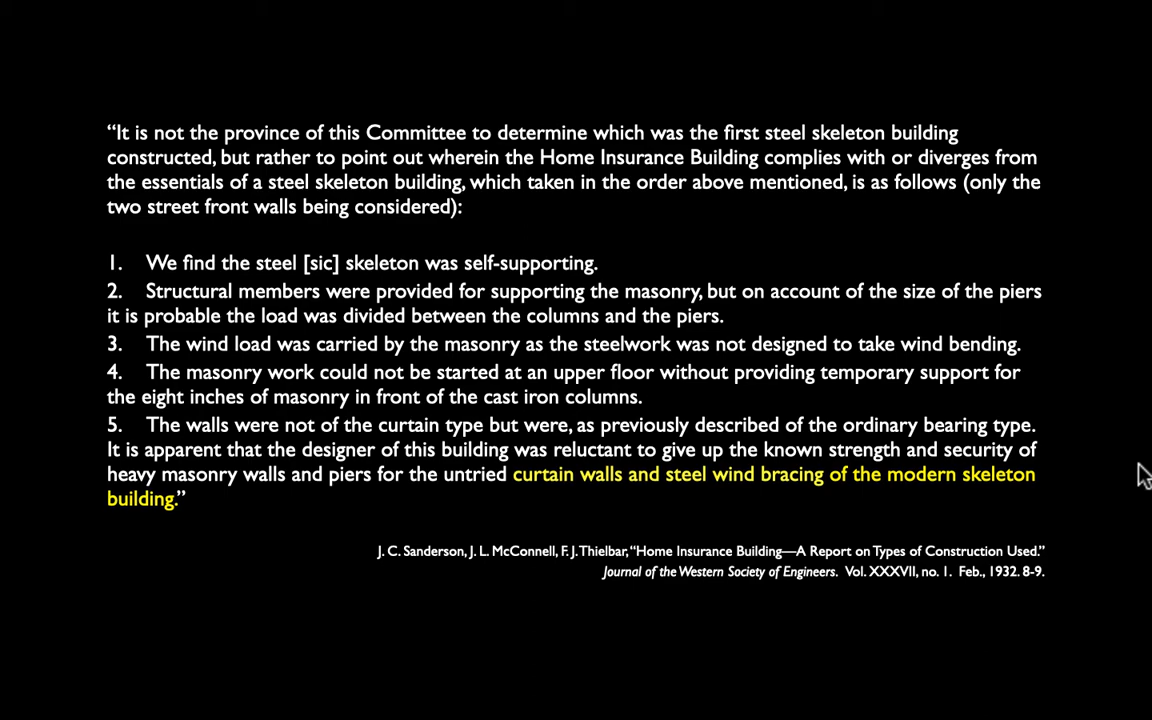 “It is not the province of this Committee to determine which was the first steel skeleton building
constructed, but rather to point out wherein the Home Insurance Building complies with or diverges from
the essentials of a steel skeleton building, which taken in the order above mentioned, is as follows (only the
two street front walls being considered):
1. We find the steel [sic] skeleton was self-supporting.
2. Structural members were provided for supporting the masonry, but on account of the size of the piers
it is probable the load was divided between the columns and the piers.
3. The wind load was carried by the masonry as the steelwork was not designed to take wind bending.
4. The masonry work could not be started at an upper floor without providing temporary support for
the eight inches of masonry in front of the cast iron columns.
5. The walls were not of the curtain type but were, as previously described of the ordinary bearing type.
It is apparent that the designer of this building was reluctant to give up the known strength and security of
heavy masonry walls and piers for the untried curtain walls and steel wind bracing of the modern skeleton
building.”
J. C. Sanderson, J. L. McConnell, F. J. Thielbar, “Home Insurance Building—A Report on Types of Construction Used.”
Journal of the Western Society of Engineers. Vol. XXXVII, no. 1. Feb., 1932. 8-9.